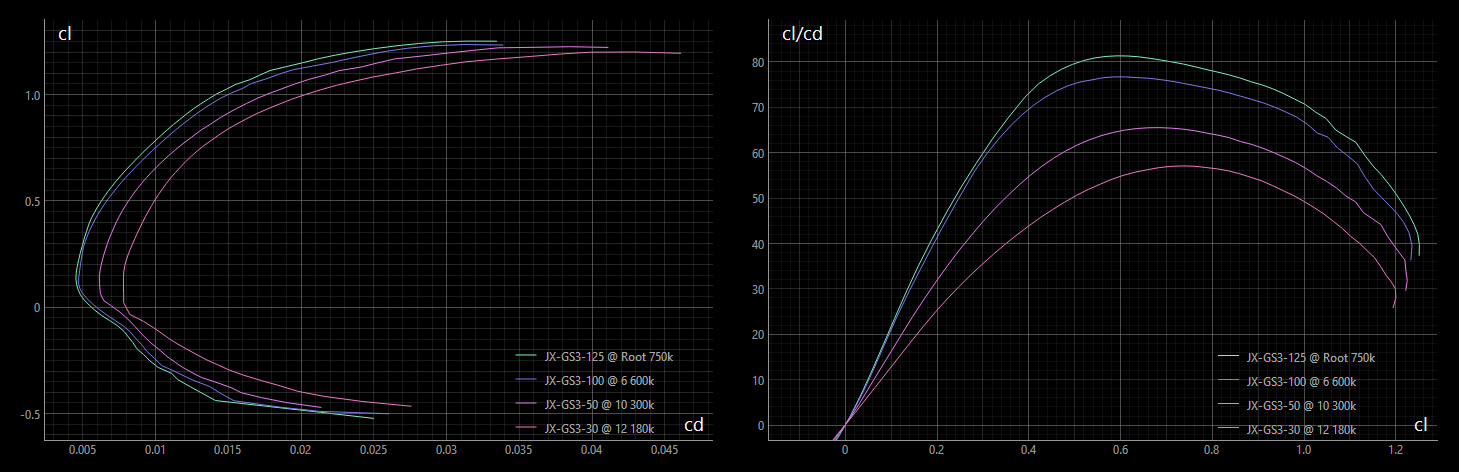 cl
1.0
0.5
0
-0.5
JX-GS3-125 @ Root 750k
JX-GS3-100 @ 6 600k
JX-GS3-50 @ 10 300k
JX-GS3-30 @ 12 180k
cd
0.005 0.01 0.015 0.02 0.025 0.03 0.035 0.04 0.045
cl/cd
80
70
60
50
40
30
20
10
0
JX-GS3-125 @ Root 750k
JX-GS3-100 @ 6 600k
JX-GS3-50 @ 10 300k
JX-GS3-30 @ 12 180k
cl
0 0.2 0.4 0.6 0.8 1.0 1.2